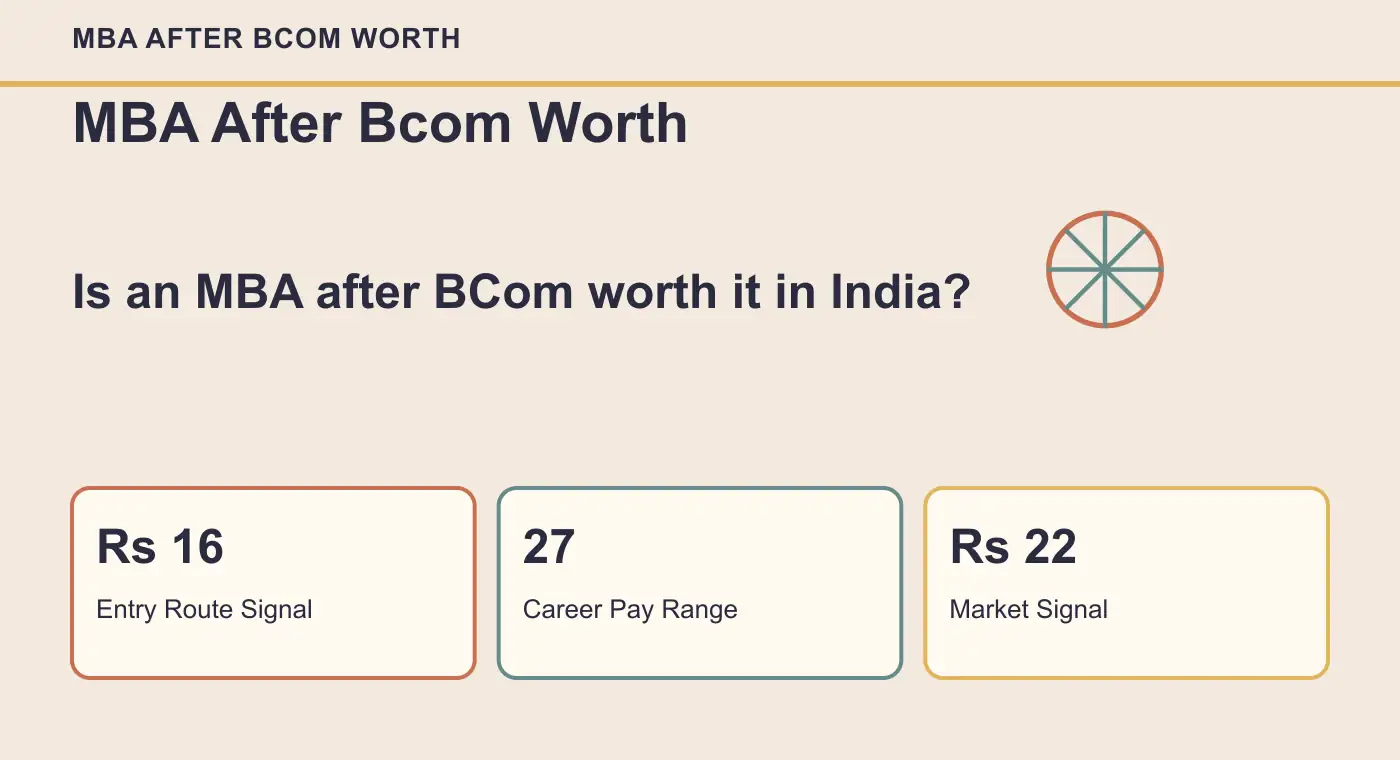 MBA AFTER BCOM WORTH
MBA After Bcom Worth
Is an MBA after BCom worth it in India?
Rs 16
Entry Route Signal
27
Career Pay Range
Rs 22
Market Signal